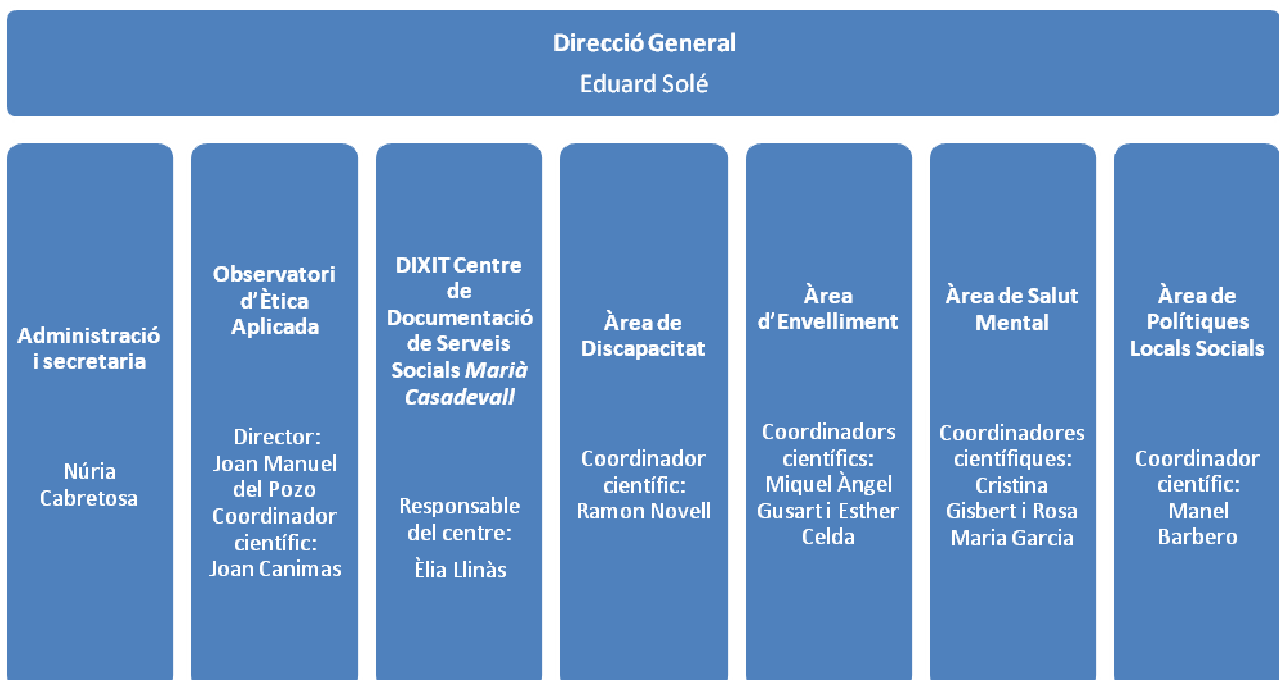 Direcció General
Eduard Solé
Administració
i secretaria
Núria
Cabretosa
Observatori
d'Ètica
Aplicada
Director:
Joan Manuel
del Pozo
Coordinador
científic:
Joan Canimas
DIXIT Centre
de
Documentació
de Serveis
Socials Marià
Casadevall
Responsable
del centre:
Èlia Llinàs
Àrea de
Discapacitat
Coordinador
científic:
Ramon Novell
Àrea
d'Envelliment
Coordinadors
científics:
Miquel Àngel
Gusart i Esther
Celda
Àrea de Salut
Mental
Coordinadores
científiques:
Cristina
Gisbert i Rosa
Maria Garcia
Àrea de
Polítiques
Locals Socials
Coordinador
científic:
Manel
Barbero